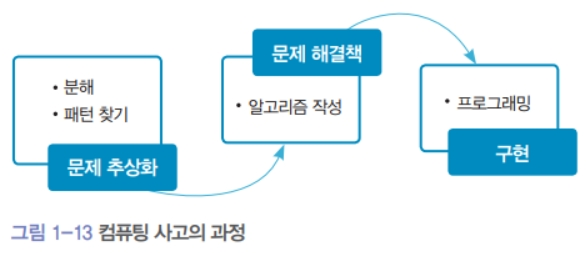 • 분해
• 패턴 찾기
문제 추상화
문제 해결책
• 알고리즘 작성
• 프로그래밍
구현
그림 1-13 컴퓨팅 사고의 과정